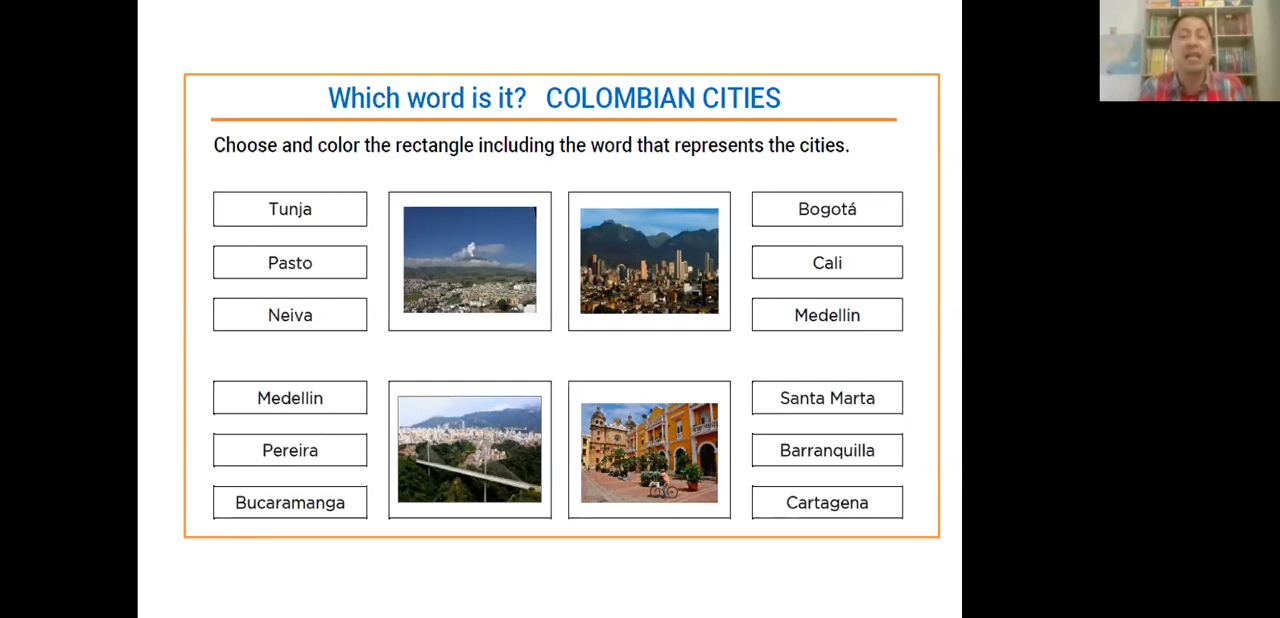 Which word is it? COLOMBIAN CITIES
Choose and color the rectangle including the word that represents the cities.
Tunja
Pasto
Neiva
Bogotá
Cali
Medellin
Medellin
Pereira
Bucaramanga
Santa Marta
Barranquilla
Cartagena